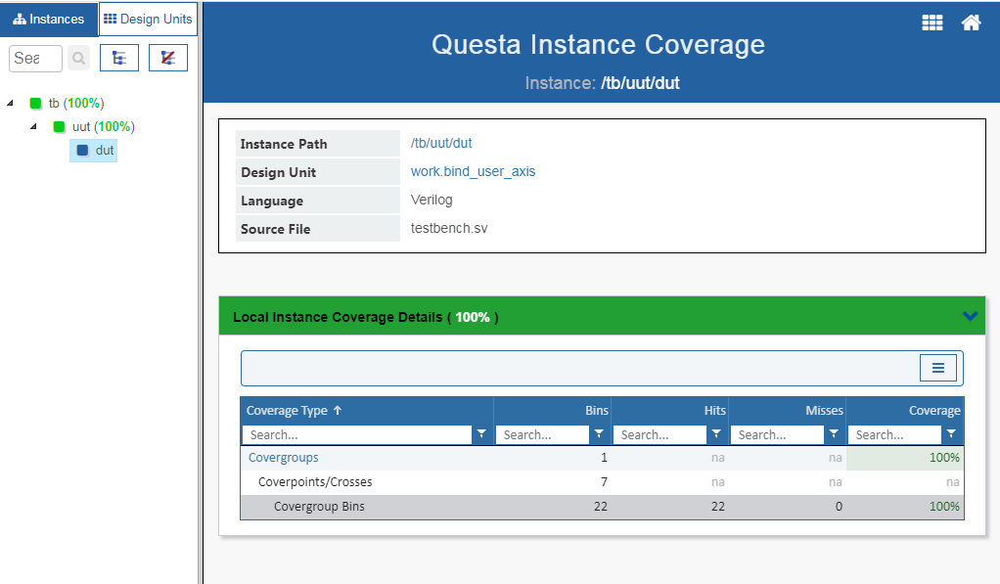 Instances Design Units
Sea
tb (100%)
uut (100%)
dut
Questa Instance Coverage
Instance: /tb/uut/dut
Instance Path /tb/uut/dut
Design Unit work.bind_user_axis
Language Verilog
Source File testbench.sv
Local Instance Coverage Details ( 100% )
Coverage Type ↑ Bins Hits Misses Coverage
Search... Search... Search... Search... Search...
Covergroups 1 na na 100%
Coverpoints/Crosses 7 na na na
Covergroup Bins 22 22 0 100%